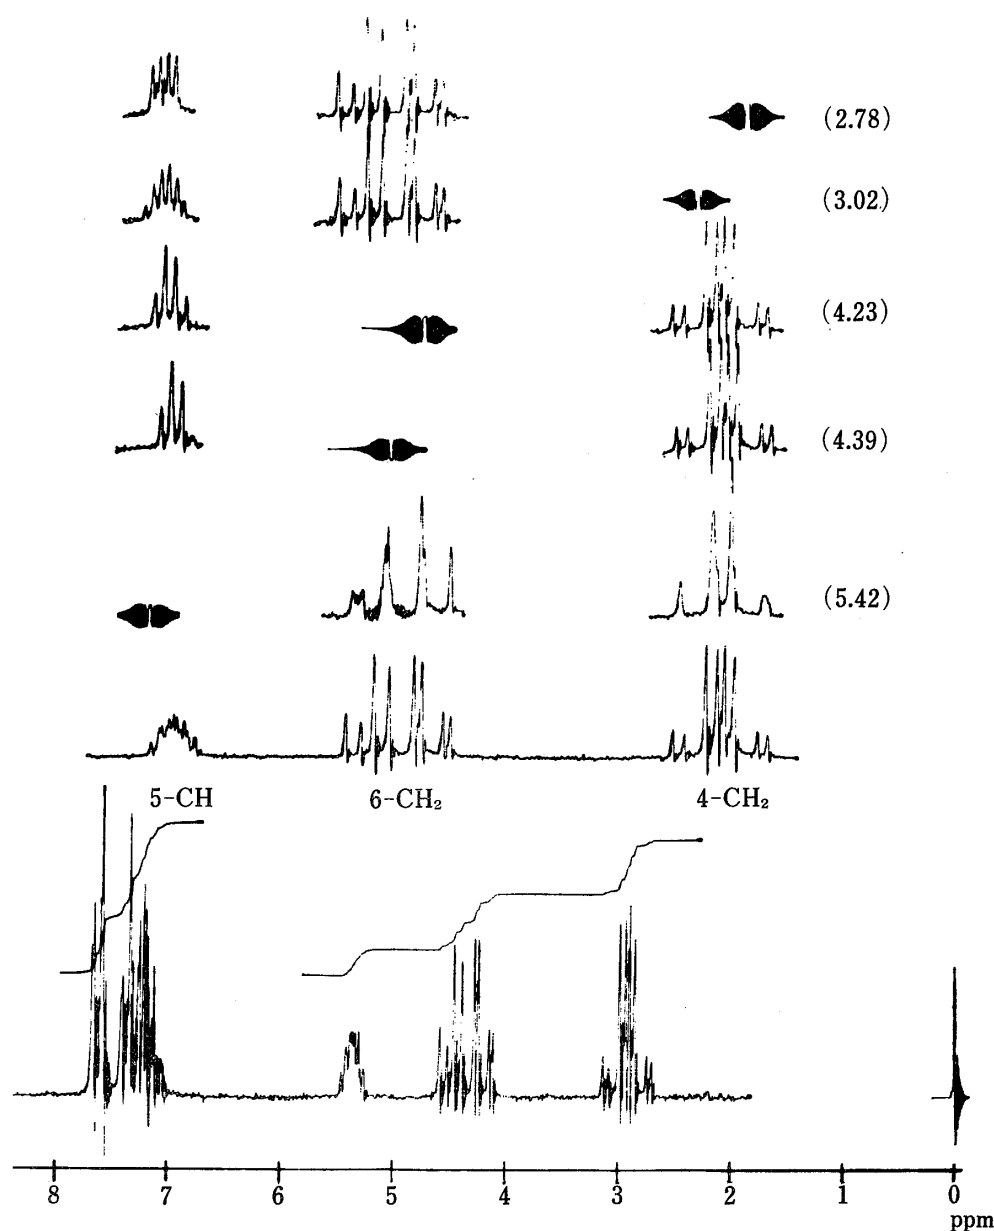 (2.78)
(3.02)
(4.23)
(4.39)
(5.42)
5-CH 6-CH₂ 4-CH₂
8 7 6 5 4 3 2 1 0
ppm